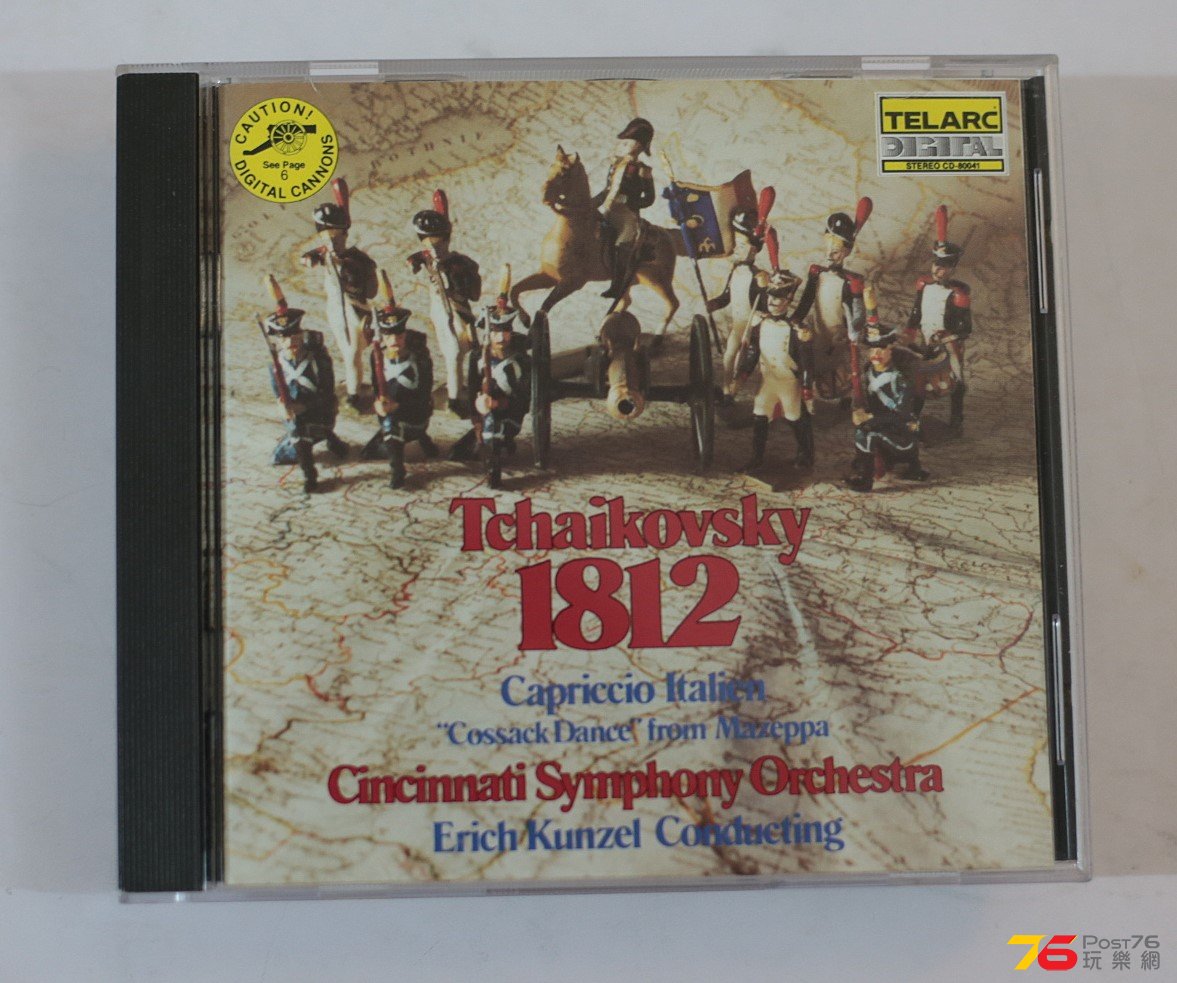 CAUTION!
See Page
6
DIGITAL CANNONS
TELARC
DIGITAL
STEREO CD-80041
Tchaikovsky
1812
Capriccio Italien
"Cossack Dance" from Mazeppa
Cincinnati Symphony Orchestra
Erich Kunzel Conducting
76 POST76
玩樂網